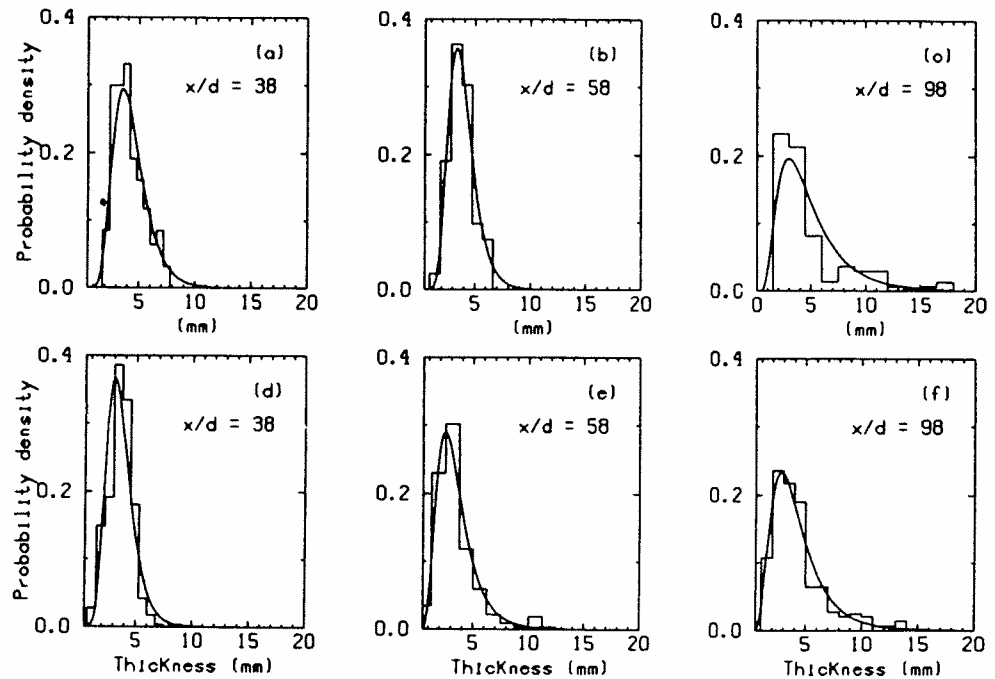 0.4
0.2
0.0
Probability density
(a)
x/d = 38
5 10 15 20
(mm)
0.4
0.2
0.0
(b)
x/d = 58
5 10 15 20
(mm)
0.4
0.2
0.0
(c)
x/d = 98
0 5 10 15 20
(mm)
0.4
0.2
0.0
Probability density
(d)
x/d = 38
5 10 15 20
Thickness (mm)
0.4
0.2
0.0
(e)
x/d = 58
5 10 15 20
Thickness (mm)
0.4
0.2
0.0
(f)
x/d = 98
5 10 15 20
Thickness (mm)